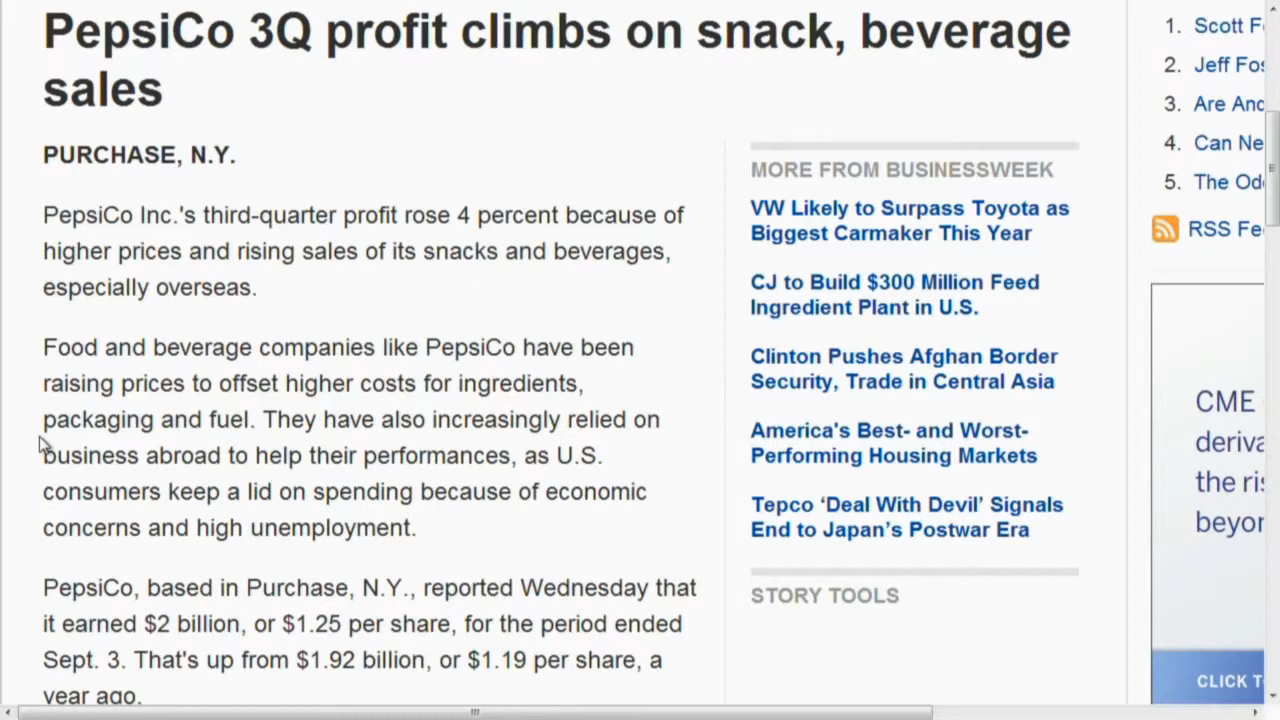 PepsiCo 3Q profit climbs on snack, beverage
sales
PURCHASE, N.Y.
PepsiCo Inc.'s third-quarter profit rose 4 percent because of
higher prices and rising sales of its snacks and beverages,
especially overseas.
Food and beverage companies like PepsiCo have been
raising prices to offset higher costs for ingredients,
packaging and fuel. They have also increasingly relied on
business abroad to help their performances, as U.S.
consumers keep a lid on spending because of economic
concerns and high unemployment.
PepsiCo, based in Purchase, N.Y., reported Wednesday that
it earned $2 billion, or $1.25 per share, for the period ended
Sept. 3. That's up from $1.92 billion, or $1.19 per share, a
year ago.
MORE FROM BUSINESSWEEK
VW Likely to Surpass Toyota as
Biggest Carmaker This Year
CJ to Build $300 Million Feed
Ingredient Plant in U.S.
Clinton Pushes Afghan Border
Security, Trade in Central Asia
America's Best- and Worst-
Performing Housing Markets
Tepco ‘Deal With Devil’ Signals
End to Japan’s Postwar Era
STORY TOOLS
1. Scott
2. Jeff
3. Are
4. Can
5. The
RSS
CME
the
CLICK